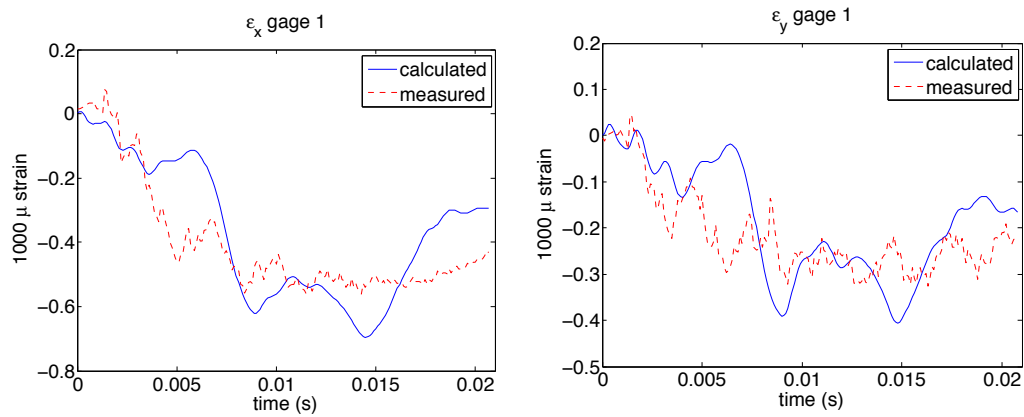 ε_x gage 1
0.2
0
−0.2
−0.4
−0.6
−0.8
1000 μ strain
calculated
measured
0
0.005
0.01
0.015
0.02
time (s)
ε_y gage 1
0.2
0.1
0
−0.1
−0.2
−0.3
−0.4
−0.5
1000 μ strain
calculated
measured
0
0.005
0.01
0.015
0.02
time (s)